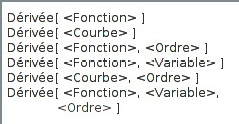 Dérivée[ <Fonction> ]
Dérivée[ <Courbe> ]
Dérivée[ <Fonction>, <Ordre> ]
Dérivée[ <Fonction>, <Variable> ]
Dérivée[ <Courbe>, <Ordre> ]
Dérivée[ <Fonction>, <Variable>,
<Ordre> ]